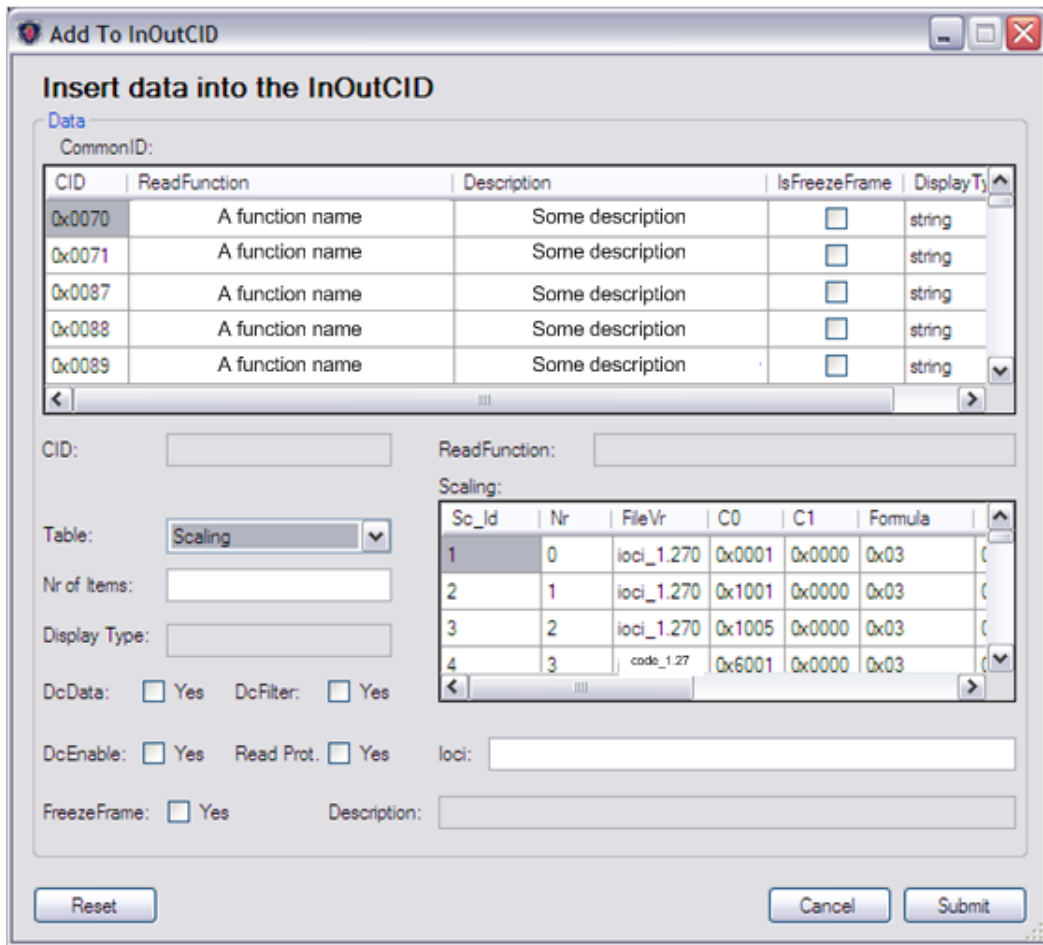 Add To InOutCID
Insert data into the InOutCID
Data
CommonID:
CID ReadFunction Description IsFreezeFrame DisplayTy
0x0070 A function name Some description string
0x0071 A function name Some description string
0x0087 A function name Some description string
0x0088 A function name Some description string
0x0089 A function name Some description string
CID: ReadFunction:
Scaling:
Sc_Id Nr FileVr C0 C1 Formula
1 0 ioci_1.270 0x0001 0x0000 0x03
2 1 ioci_1.270 0x1001 0x0000 0x03
3 2 ioci_1.270 0x1005 0x0000 0x03
4 3 code_1.27 0x6001 0x0000 0x03
Table: Scaling
Nr of Items:
Display Type:
DcData: Yes DcFilter: Yes
DcEnable: Yes Read Prot. Yes Ioci:
FreezeFrame: Yes Description:
Reset Cancel Submit